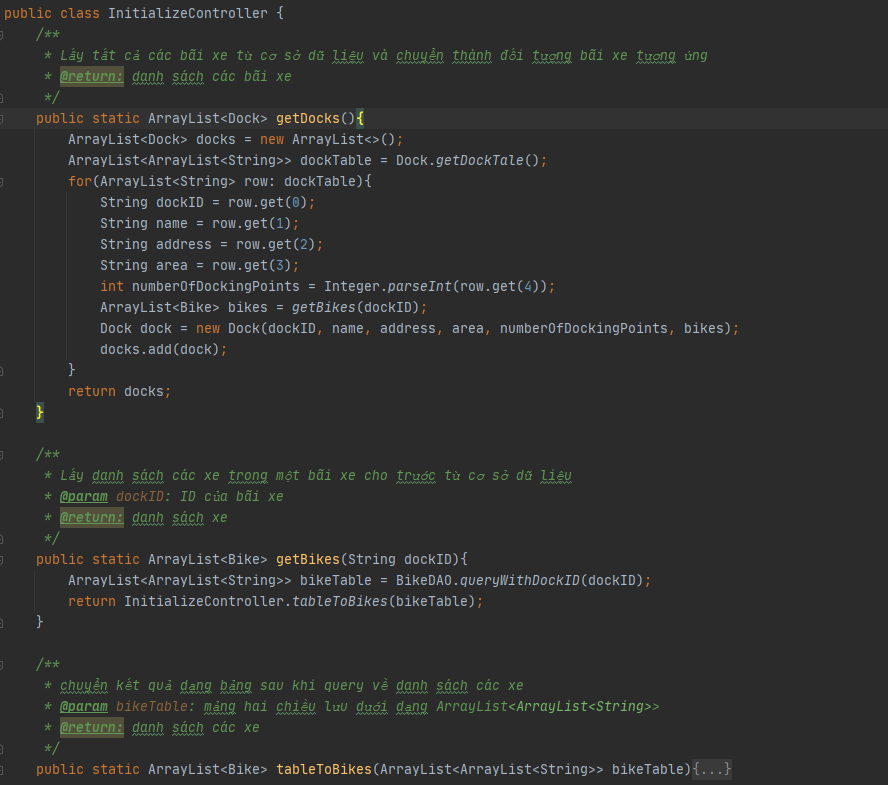 public class InitializeController {
/**
* Lấy tất cả các bãi xe từ cơ sở dữ liệu và chuyển thành đối tượng bãi xe tương ứng
* @return: danh sách các bãi xe
*/
public static ArrayList<Dock> getDocks(){
ArrayList<Dock> docks = new ArrayList<>();
ArrayList<ArrayList<String>> dockTable = Dock.getDockTale();
for(ArrayList<String> row: dockTable){
String dockID = row.get(0);
String name = row.get(1);
String address = row.get(2);
String area = row.get(3);
int numberOfDockingPoints = Integer.parseInt(row.get(4));
ArrayList<Bike> bikes = getBikes(dockID);
Dock dock = new Dock(dockID, name, address, area, numberOfDockingPoints, bikes);
docks.add(dock);
}
return docks;
}
/**
* Lấy danh sách các xe trong một bãi xe cho trước từ cơ sở dữ liệu
* @param dockID: ID của bãi xe
* @return: danh sách xe
*/
public static ArrayList<Bike> getBikes(String dockID){
ArrayList<ArrayList<String>> bikeTable = BikeDAO.queryWithDockID(dockID);
return InitializeController.tableToBikes(bikeTable);
}
/**
* chuyển kết quả dạng bảng sau khi query về danh sách các xe
* @param bikeTable: mảng hai chiều lưu dưới dạng ArrayList<ArrayList<String>>
* @return: danh sách các xe
*/
public static ArrayList<Bike> tableToBikes(ArrayList<ArrayList<String>> bikeTable){...}